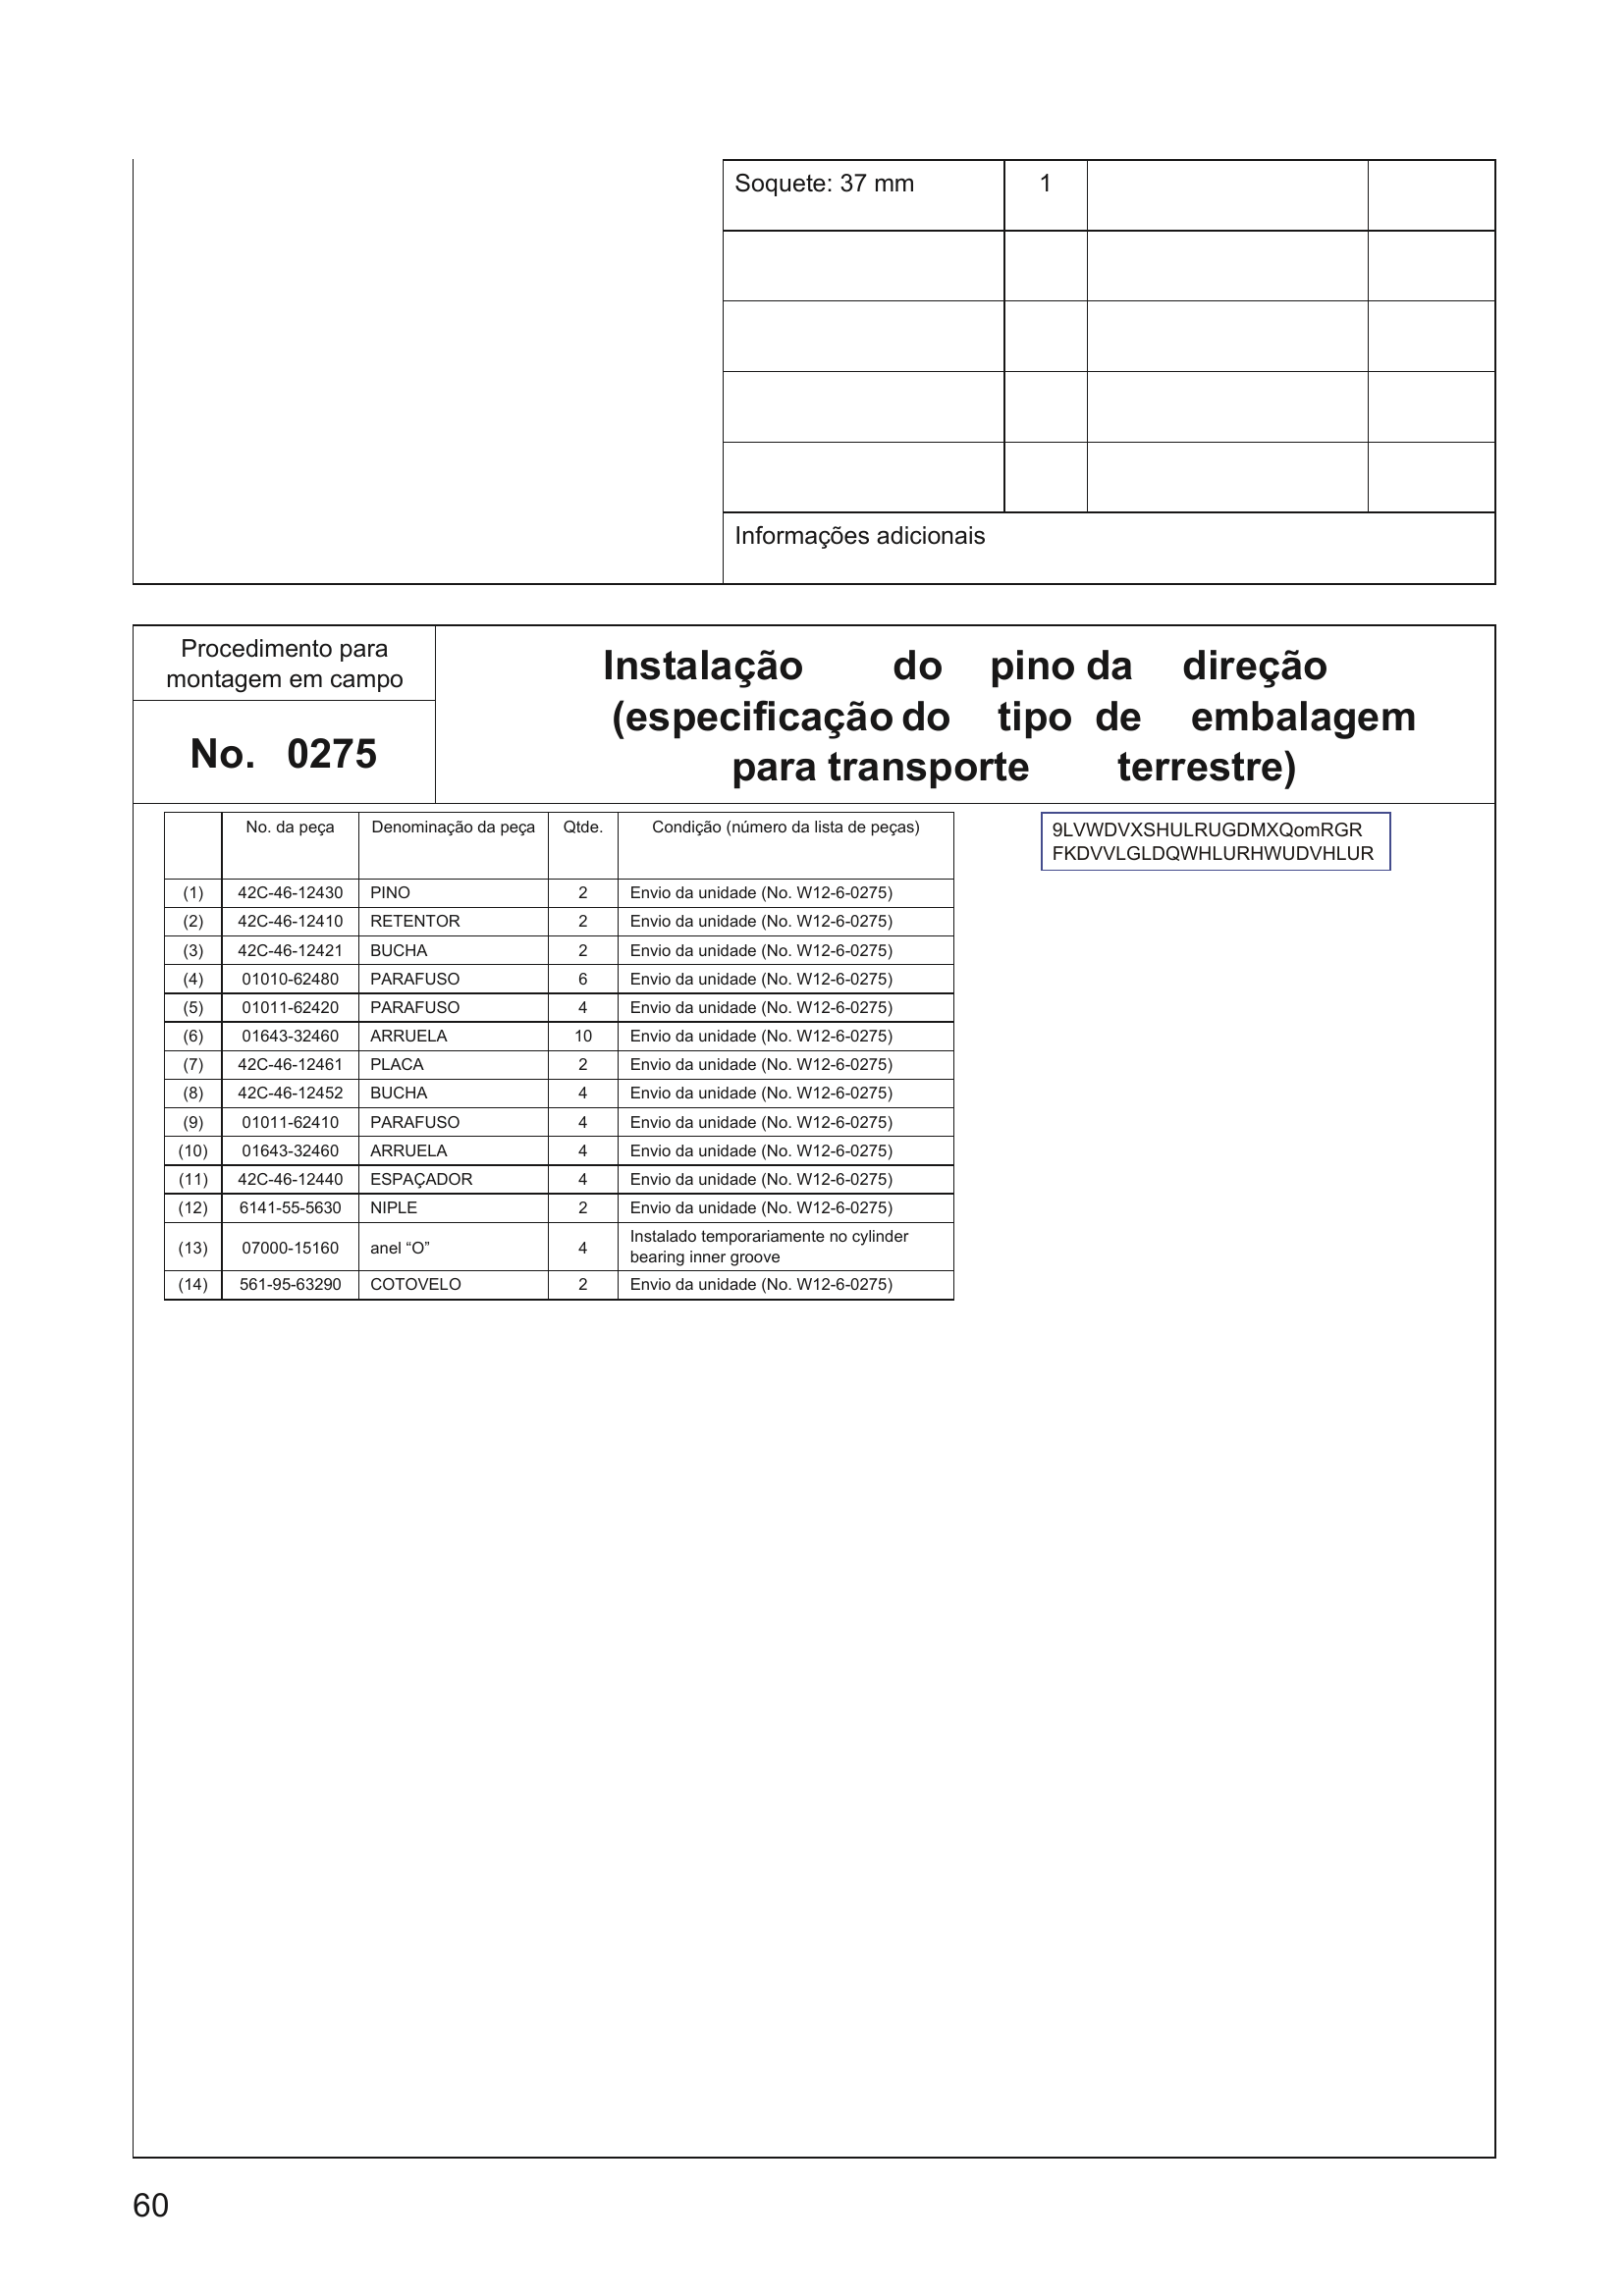 Soquete: 37 mm 1
Informações adicionais
Procedimento para
montagem em campo
No. 0275
Instalação do pino da direção
(especificação do tipo de embalagem
para transporte terrestre)
No. da peça Denominação da peça Qtde. Condição (número da lista de peças)
(1) 42C-46-12430 PINO 2 Envio da unidade (No. W12-6-0275)
(2) 42C-46-12410 RETENTOR 2 Envio da unidade (No. W12-6-0275)
(3) 42C-46-12421 BUCHA 2 Envio da unidade (No. W12-6-0275)
(4) 01010-62480 PARAFUSO 6 Envio da unidade (No. W12-6-0275)
(5) 01011-62420 PARAFUSO 4 Envio da unidade (No. W12-6-0275)
(6) 01643-32460 ARRUELA 10 Envio da unidade (No. W12-6-0275)
(7) 42C-46-12461 PLACA 2 Envio da unidade (No. W12-6-0275)
(8) 42C-46-12452 BUCHA 4 Envio da unidade (No. W12-6-0275)
(9) 01011-62410 PARAFUSO 4 Envio da unidade (No. W12-6-0275)
(10) 01643-32460 ARRUELA 4 Envio da unidade (No. W12-6-0275)
(11) 42C-46-12440 ESPAÇADOR 4 Envio da unidade (No. W12-6-0275)
(12) 6141-55-5630 NIPLE 2 Envio da unidade (No. W12-6-0275)
(13) 07000-15160 anel “O” 4 Instalado temporariamente no cylinder
bearing inner groove
(14) 561-95-63290 COTOVELO 2 Envio da unidade (No. W12-6-0275)
9LVWDVXSHULRUGDMXQomRGR
FKDVVLGLDQWHLURHWUDVHLUR
60